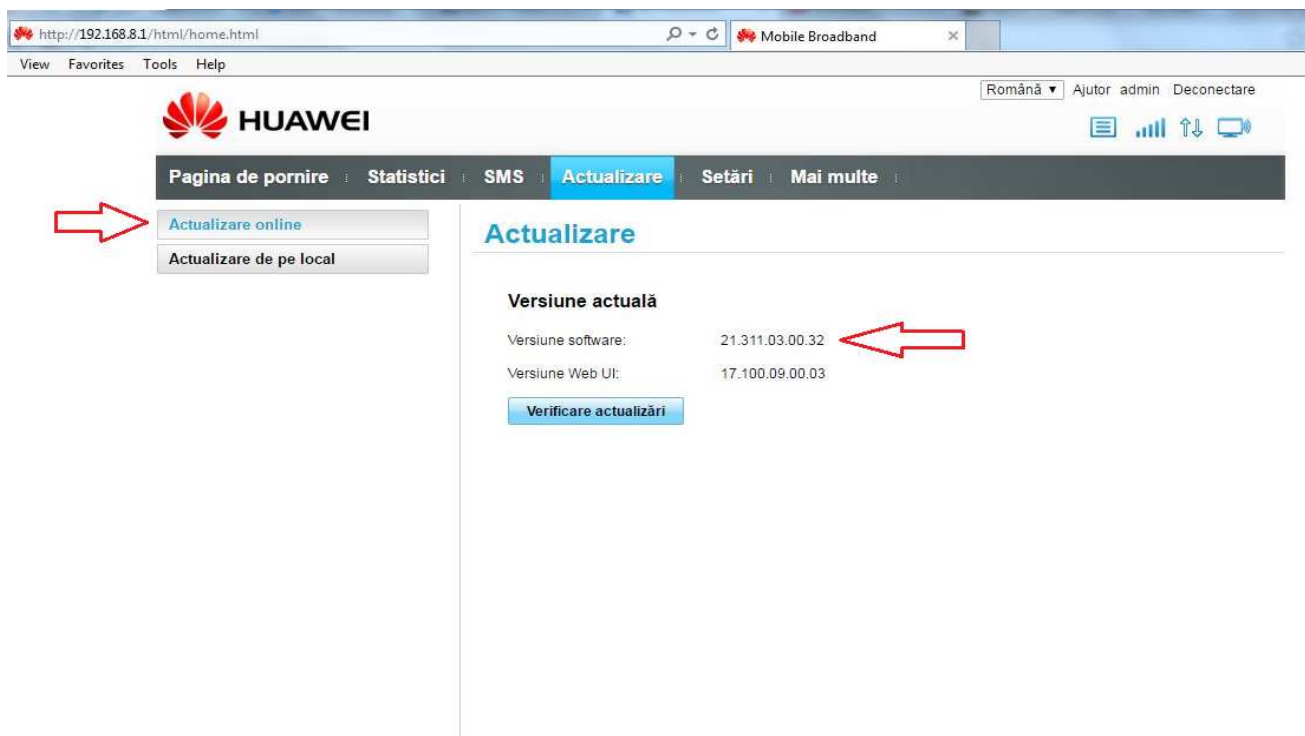 http://192.168.8.1/html/home.html
Mobile Broadband
View Favorites Tools Help
Română Ajutor admin Deconectare
HUAWEI
Pagina de pornire Statistici SMS Actualizare Setări Mai multe
Actualizare online
Actualizare de pe local
Actualizare
Versiune actuală
Versiune software: 21.311.03.00.32
Versiune Web UI: 17.100.09.00.03
Verificare actualizări